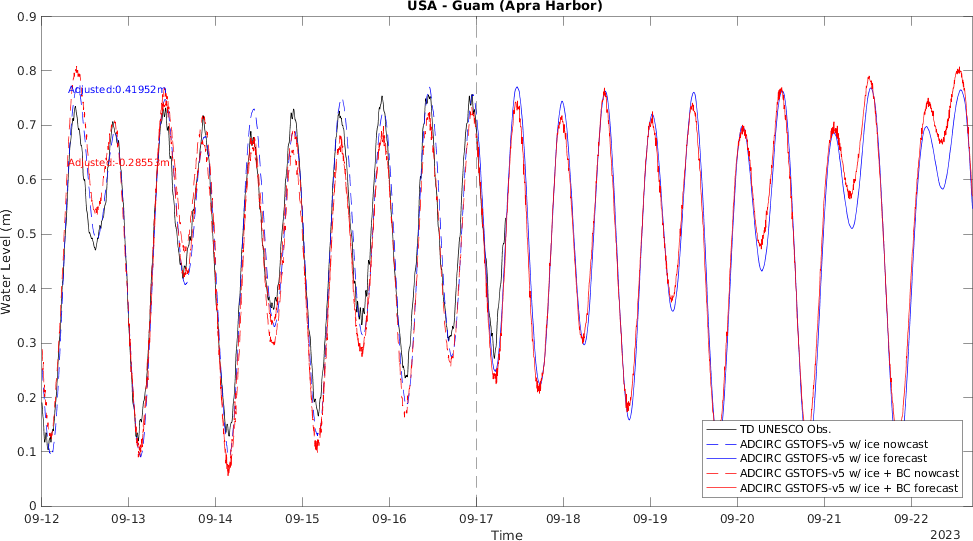 USA - Guam (Apra Harbor)
0.9
0.8
0.7
0.6
0.5
0.4
0.3
0.2
0.1
0
Water Level (m)
Adjusted:0.41952m
Adjusted:-0.28553m
TD UNESCO Obs.
ADCIRC GSTOFS-v5 w/ ice nowcast
ADCIRC GSTOFS-v5 w/ ice forecast
ADCIRC GSTOFS-v5 w/ ice + BC nowcast
ADCIRC GSTOFS-v5 w/ ice + BC forecast
09-12 09-13 09-14 09-15 09-16 09-17 09-18 09-19 09-20 09-21 09-22
Time
2023